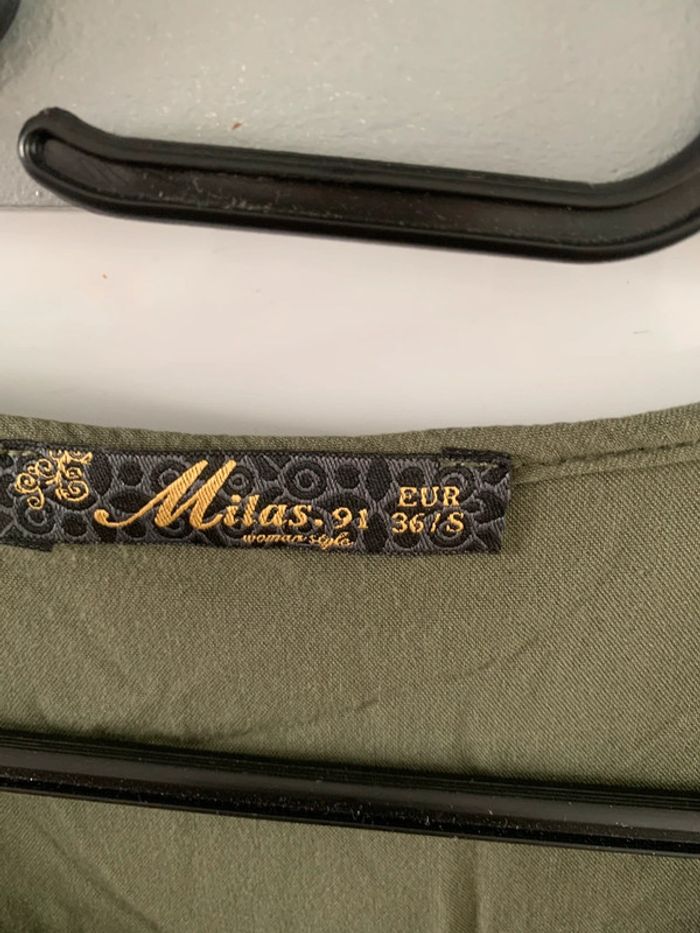 Milas.91
woman style
EUR
36/S